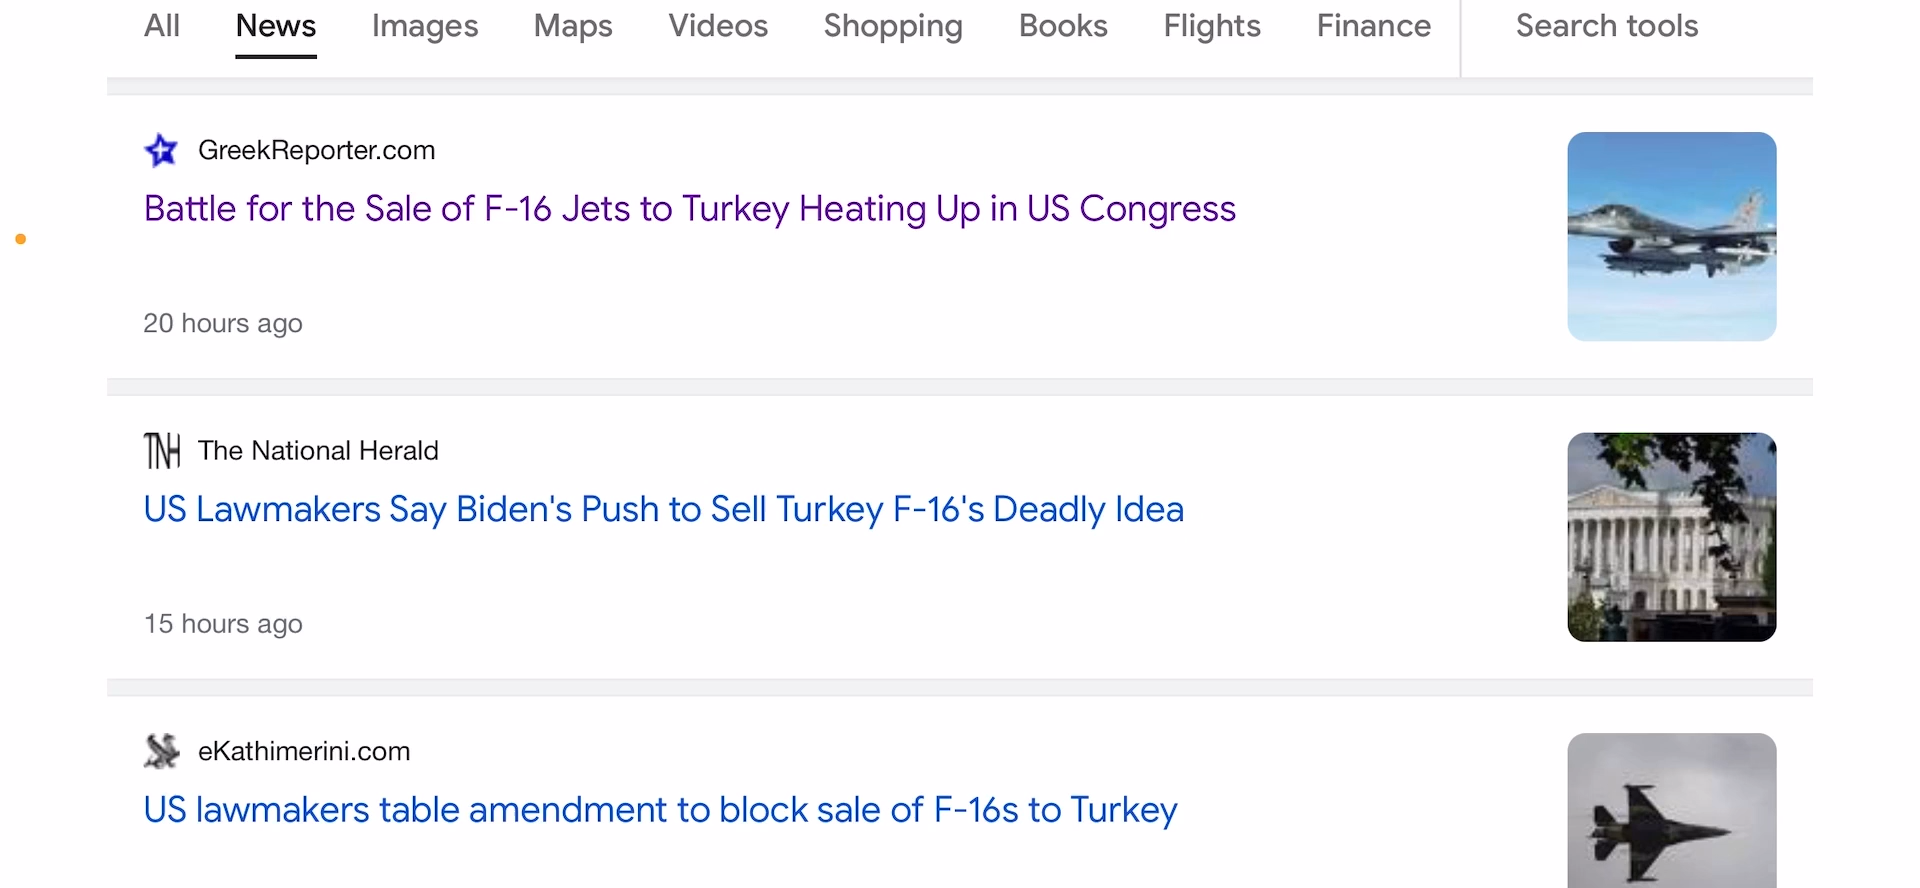 All News Images Maps Videos Shopping Books Flights Finance Search tools
GreekReporter.com
Battle for the Sale of F-16 Jets to Turkey Heating Up in US Congress
20 hours ago
TNH The National Herald
US Lawmakers Say Biden's Push to Sell Turkey F-16's Deadly Idea
15 hours ago
eKathimerini.com
US lawmakers table amendment to block sale of F-16s to Turkey